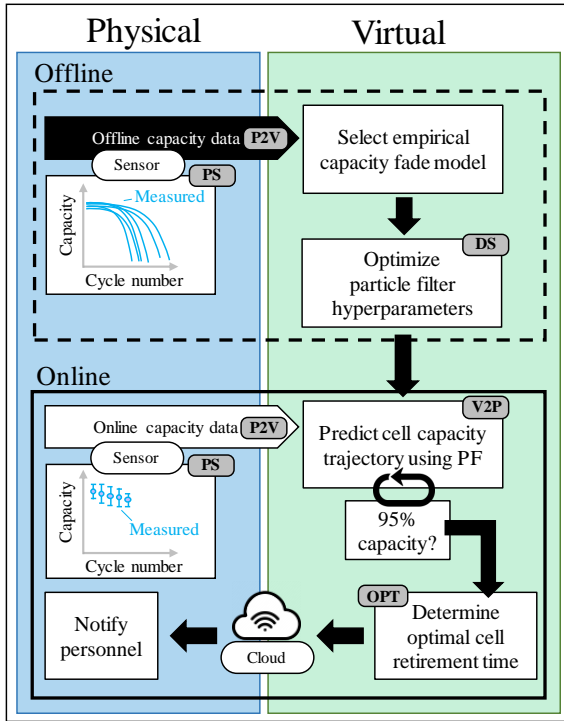 Physical
Virtual
Offline
Offline capacity data P2V
Sensor
PS
Measured
Capacity
Cycle number
Select empirical
capacity fade model
DS
Optimize
particle filter
hyperparameters
Online
Online capacity data P2V
Sensor
PS
Capacity
Measured
Cycle number
V2P
Predict cell capacity
trajectory using PF
95%
capacity?
OPT
Determine
optimal cell
retirement time
Cloud
Notify
personnel